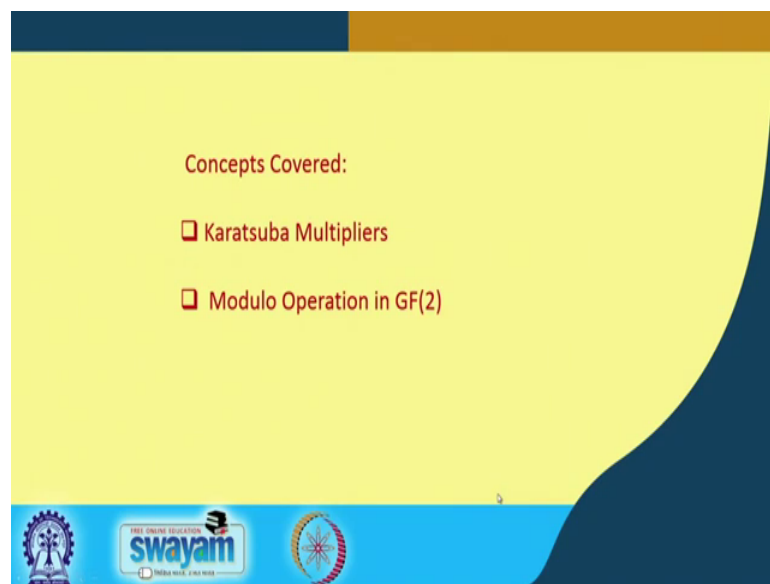 Concepts Covered:
Karatsuba Multipliers
Modulo Operation in GF(2)
FREE ONLINE EDUCATION
swayam